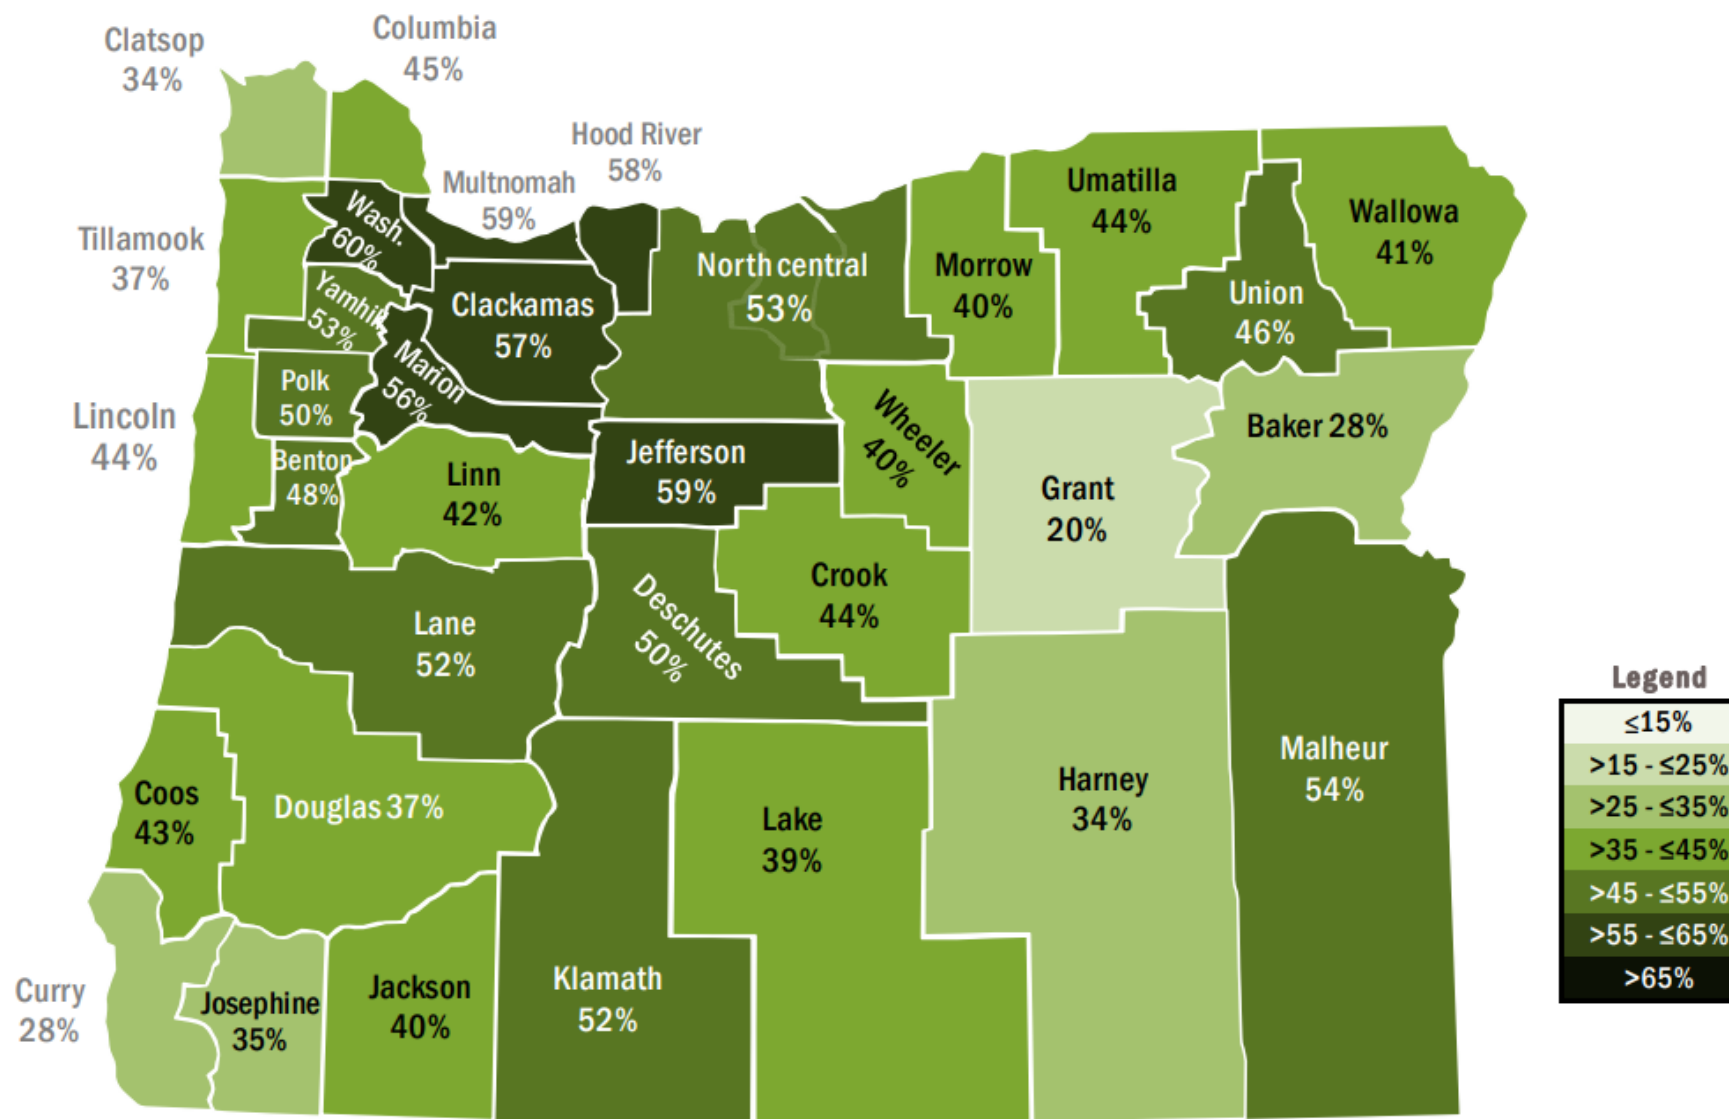 Clatsop
34%
Columbia
45%
Hood River
58%
Multnomah
59%
Wash.
60%
Tillamook
37%
Yamhill
53%
Clackamas
57%
North central
53%
Morrow
40%
Umatilla
44%
Wallowa
41%
Union
46%
Marion
56%
Polk
50%
Lincoln
44%
Benton
48%
Linn
42%
Jefferson
59%
Wheeler
40%
Grant
20%
Baker 28%
Crook
44%
Deschutes
50%
Lane
52%
Coos
43%
Douglas 37%
Lake
39%
Harney
34%
Malheur
54%
Curry
28%
Josephine
35%
Jackson
40%
Klamath
52%
Legend
≤15%
>15 - ≤25%
>25 - ≤35%
>35 - ≤45%
>45 - ≤55%
>55 - ≤65%
>65%